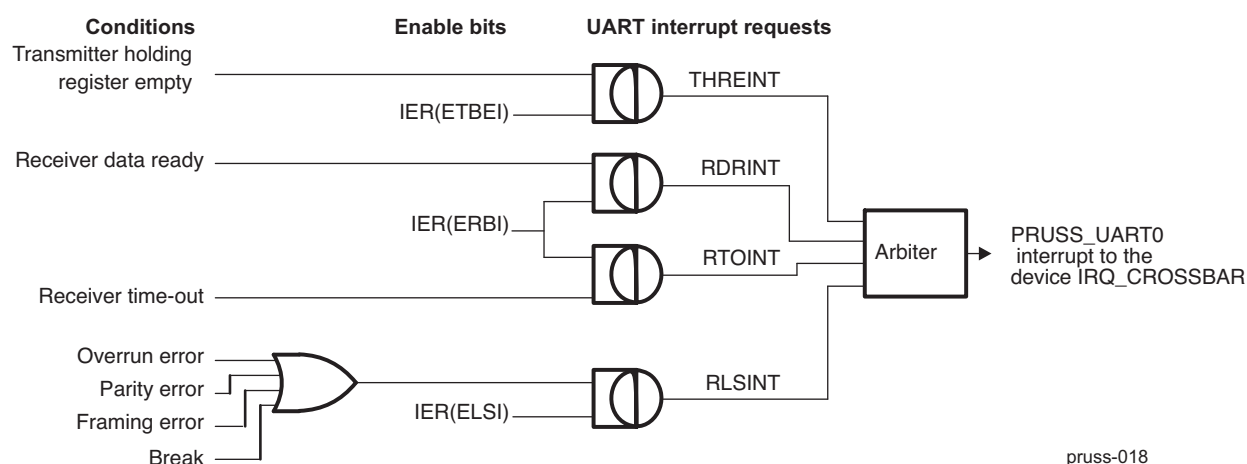 Conditions Enable bits UART interrupt requests
Transmitter holding
register empty
THREINT
IER(ETBEI)
Receiver data ready
RDRINT
IER(ERBI)
RTOINT
Receiver time-out
Arbiter
PRUSS_UART0
interrupt to the
device IRQ_CROSSBAR
Overrun error
Parity error
Framing error
Break
RLSINT
IER(ELSI)
pruss-018